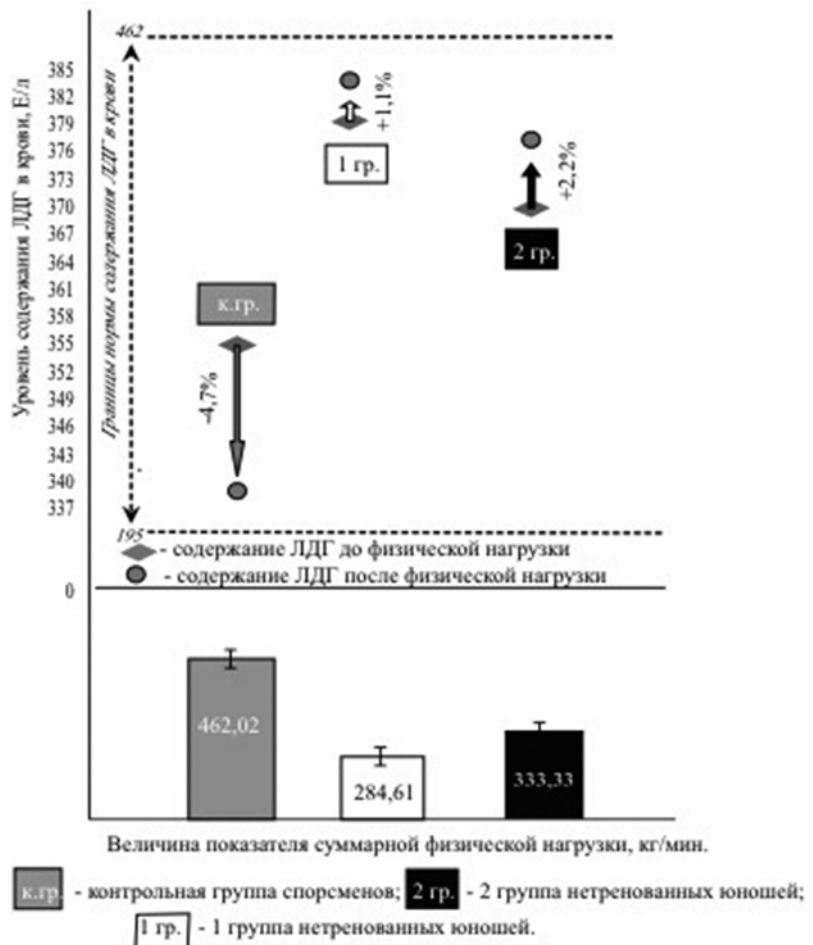 462
385
382
379
376
373
370
367
364
361
358
355
352
349
346
343
340
337
195
0
Уровень содержания ЛДГ в крови, Е/л
Границы нормы содержания ЛДГ в крови
+1,1%
1 гр.
+2,2%
2 гр.
к.гр.
-4,7%
- содержание ЛДГ до физической нагрузки
- содержание ЛДГ после физической нагрузки
462,02
284,61
333,33
Величина показателя суммарной физической нагрузки, кг/мин.
к.гр. - контрольная группа спорсменов; 2 гр. - 2 группа нетренованных юношей;
1 гр. - 1 группа нетренованных юношей.